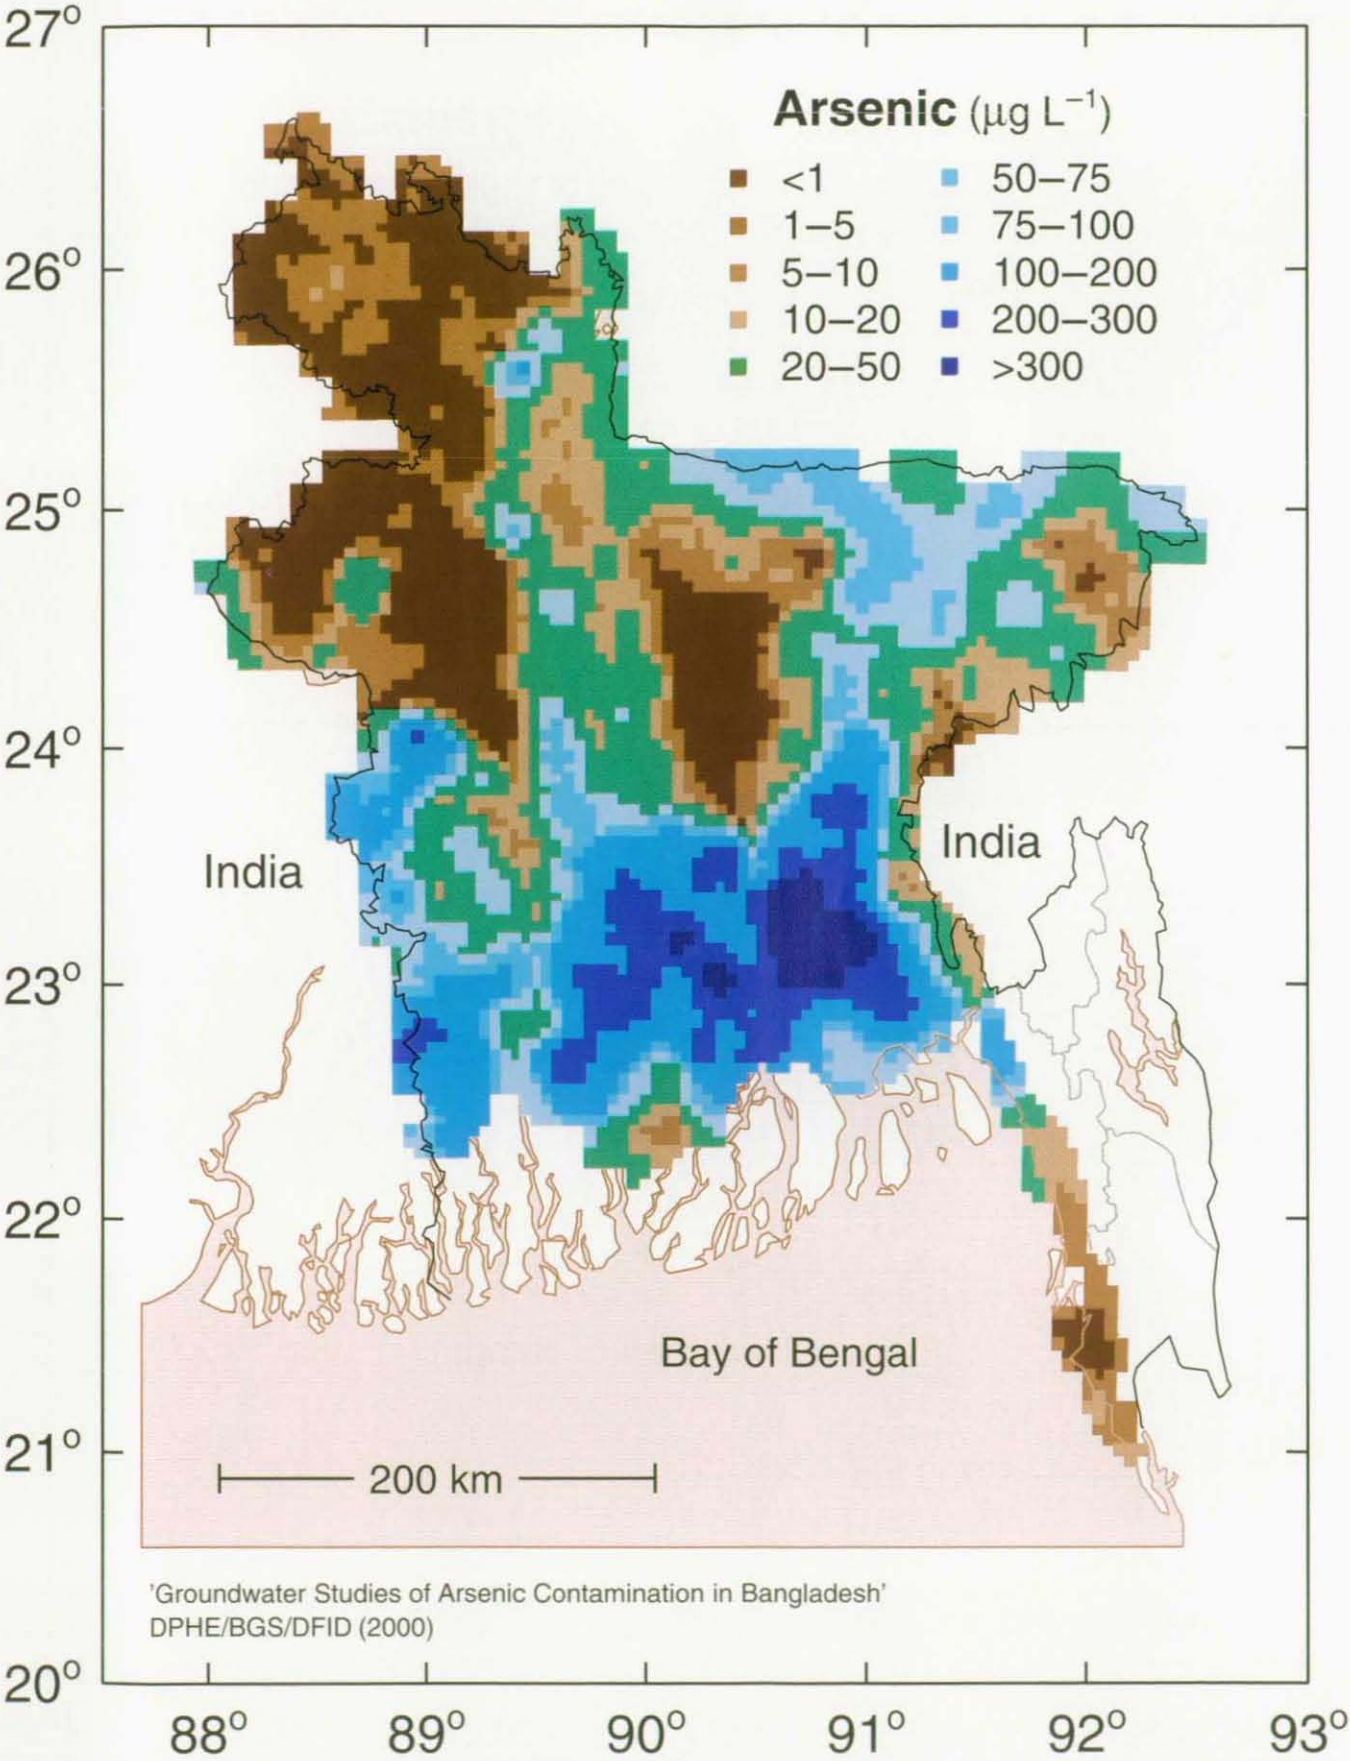 27°
26°
25°
24°
23°
22°
21°
20°
Arsenic (µg L⁻¹)
<1
1–5
5–10
10–20
20–50
50–75
75–100
100–200
200–300
>300
India
India
Bay of Bengal
200 km
'Groundwater Studies of Arsenic Contamination in Bangladesh'
DPHE/BGS/DFID (2000)
88° 89° 90° 91° 92° 93°